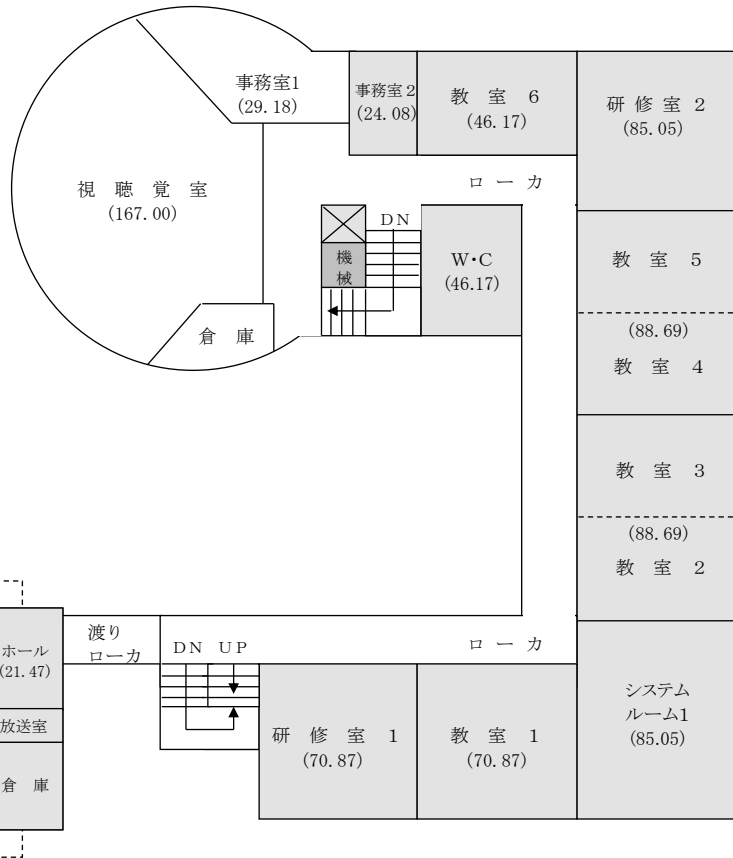 事務室1
(29.18)
事務室2
(24.08)
教 室 6
(46.17)
研 修 室 2
(85.05)
視 聴 覚 室
(167.00)
ロ ー カ
DN
機
械
W・C
(46.17)
教 室 5
(88.69)
教 室 4
倉 庫
教 室 3
(88.69)
教 室 2
渡り
ローカ
DN UP
ロ ー カ
ホール
(21.47)
放送室
倉 庫
研 修 室 1
(70.87)
教 室 1
(70.87)
システム
ルーム1
(85.05)